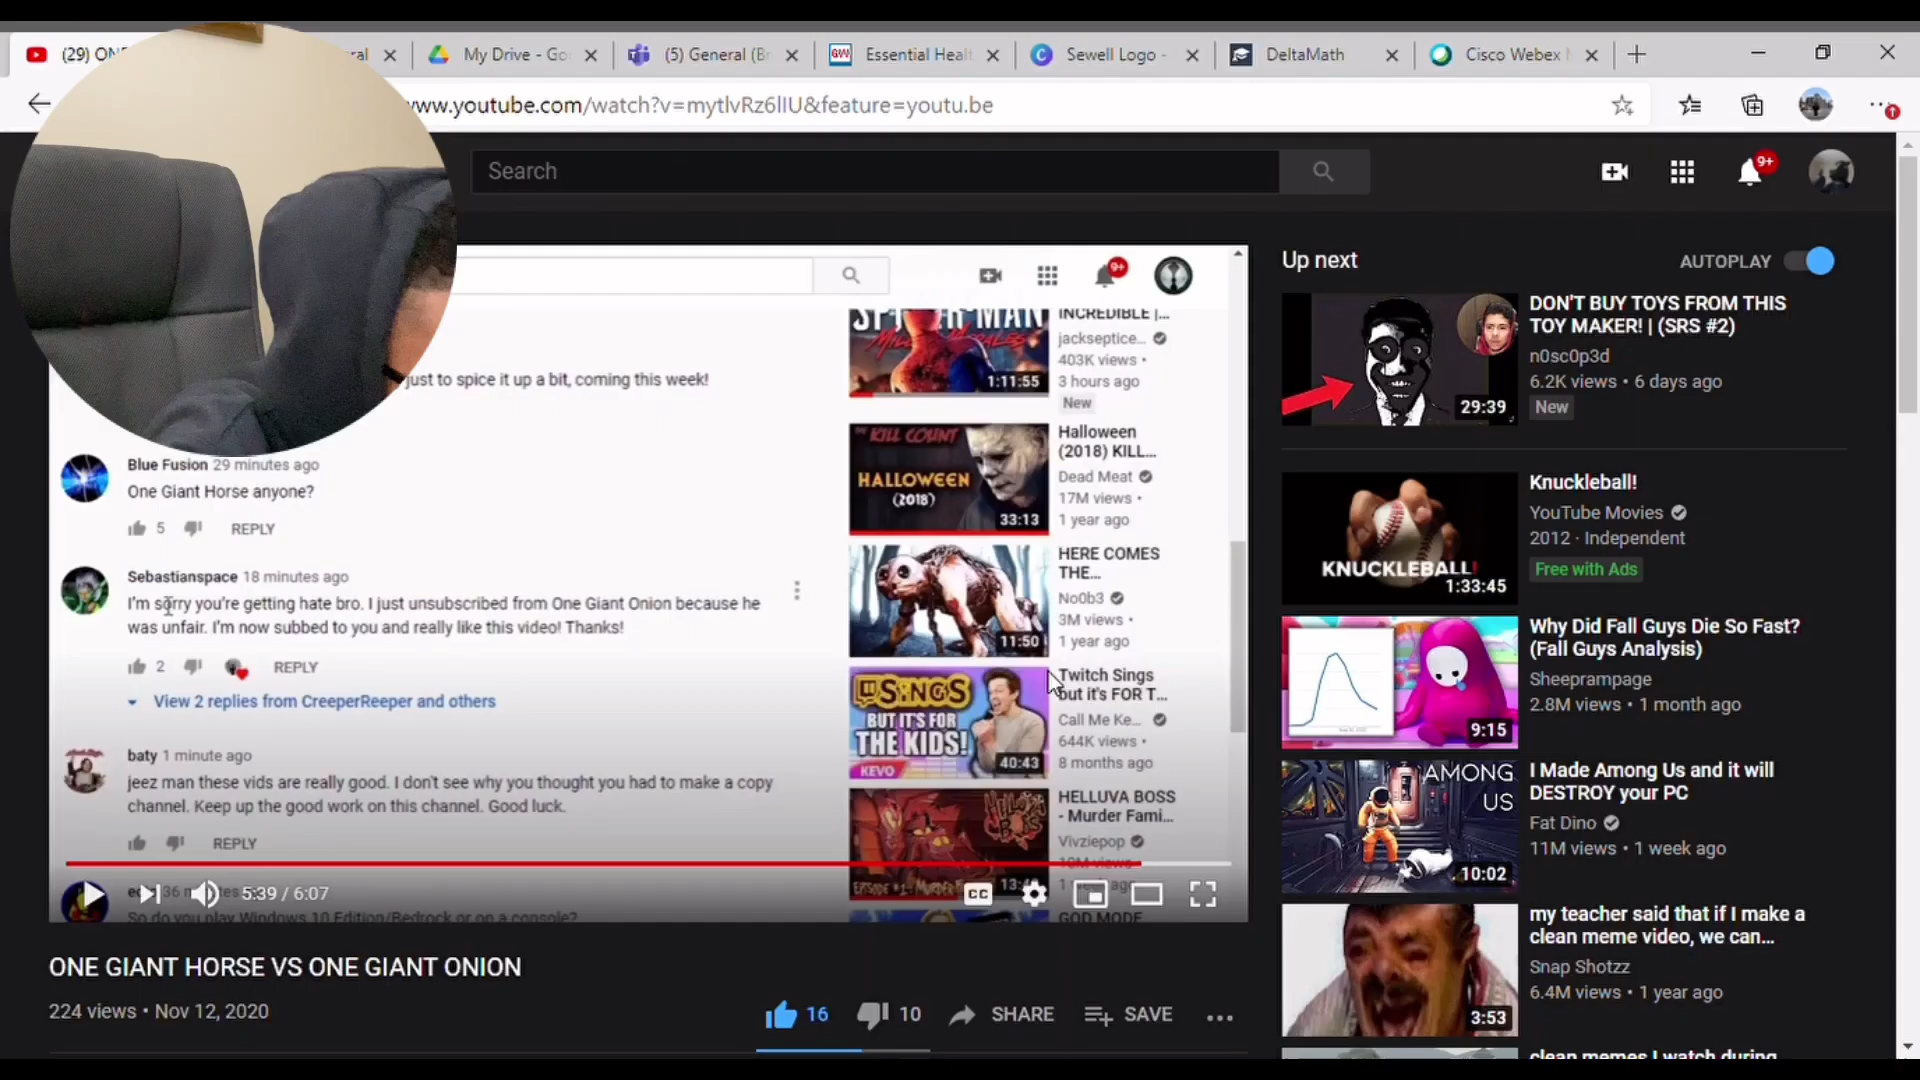 (29) ONE
ral
My Drive - Go
(5) General (Br
GW
Essential Healt
Sewell Logo -
DeltaMath
Cisco Webex
www.youtube.com/watch?v=mytlvRz6lIU&feature=youtu.be
Search
9+
9+
just to spice it up a bit, coming this week!
Blue Fusion 29 minutes ago
One Giant Horse anyone?
5 REPLY
Sebastianspace 18 minutes ago
I'm sorry you're getting hate bro. I just unsubscribed from One Giant Onion because he
was unfair. I'm now subbed to you and really like this video! Thanks!
2 REPLY
View 2 replies from CreeperReeper and others
baty 1 minute ago
jeez man these vids are really good. I don't see why you thought you had to make a copy
channel. Keep up the good work on this channel. Good luck.
REPLY
5:39 / 6:07
CC
So do you play Windows 10 Edition/Bedrock or on a console?
SPIDER-MAN
1:11:55
INCREDIBLE |...
jackseptice...
403K views •
3 hours ago
New
KILL COUNT
HALLOWEEN
(2018)
33:13
Halloween
(2018) KILL...
Dead Meat
17M views •
1 year ago
11:50
HERE COMES
THE...
No0b3
3M views •
1 year ago
SINGS
BUT IT'S FOR
THE KIDS!
KEVO
40:43
Twitch Sings
but it's FOR T...
Call Me Ke...
644K views •
8 months ago
HELLUVA BOSS
- Murder Fami...
Vivziepop
GOD MODE
ONE GIANT HORSE VS ONE GIANT ONION
224 views • Nov 12, 2020
16 10 SHARE SAVE
Up next
AUTOPLAY
29:39
DON'T BUY TOYS FROM THIS
TOY MAKER! | (SRS #2)
n0sc0p3d
6.2K views • 6 days ago
New
KNUCKLEBALL!
1:33:45
Knuckleball!
YouTube Movies
2012 · Independent
Free with Ads
9:15
Why Did Fall Guys Die So Fast?
(Fall Guys Analysis)
Sheeprampage
2.8M views • 1 month ago
AMONG
US
10:02
I Made Among Us and it will
DESTROY your PC
Fat Dino
11M views • 1 week ago
3:53
my teacher said that if I make a
clean meme video, we can...
Snap Shotzz
6.4M views • 1 year ago
clean memes I watch during